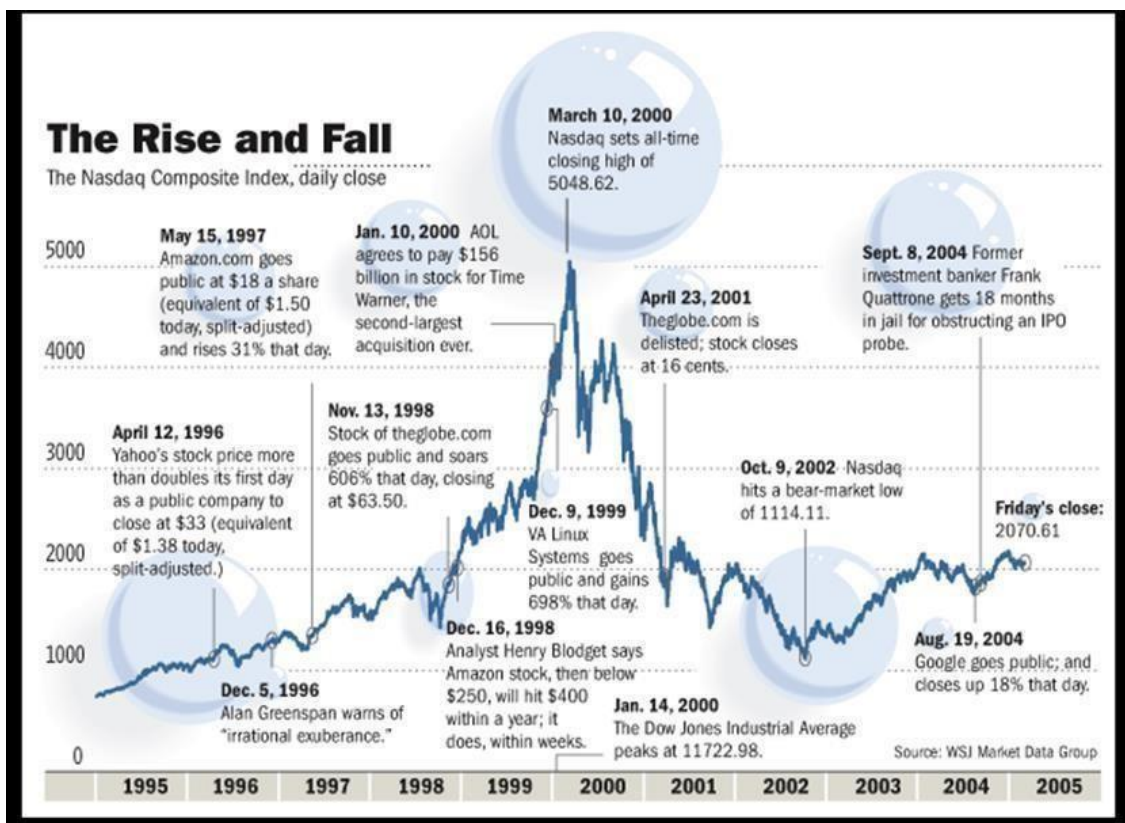 The Rise and Fall
The Nasdaq Composite Index, daily close
March 10, 2000
Nasdaq sets all-time
closing high of
5048.62.
May 15, 1997
Amazon.com goes
public at $18 a share
(equivalent of $1.50
today, split-adjusted)
and rises 31% that day.
Jan. 10, 2000 AOL
agrees to pay $156
billion in stock for Time
Warner, the
second-largest
acquisition ever.
April 23, 2001
Theglobe.com is
delisted; stock closes
at 16 cents.
Sept. 8, 2004 Former
investment banker Frank
Quattrone gets 18 months
in jail for obstructing an IPO
probe.
April 12, 1996
Yahoo's stock price more
than doubles its first day
as a public company to
close at $33 (equivalent
of $1.38 today,
split-adjusted.)
Nov. 13, 1998
Stock of theglobe.com
goes public and soars
606% that day, closing
at $63.50.
Dec. 9, 1999
VA Linux
Systems goes
public and gains
698% that day.
Oct. 9, 2002 Nasdaq
hits a bear-market low
of 1114.11.
Friday's close:
2070.61
Dec. 5, 1996
Alan Greenspan warns of
"irrational exuberance."
Dec. 16, 1998
Analyst Henry Blodget says
Amazon stock, then below
$250, will hit $400
within a year; it
does, within weeks.
Jan. 14, 2000
The Dow Jones Industrial Average
peaks at 11722.98.
Aug. 19, 2004
Google goes public; and
closes up 18% that day.
Source: WSJ Market Data Group
5000
4000
3000
2000
1000
0
1995 1996 1997 1998 1999 2000 2001 2002 2003 2004 2005